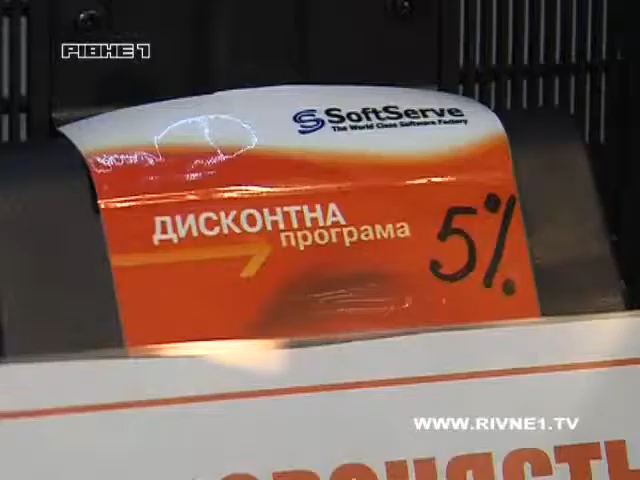 РІВНЕ 1
SoftServe
The World Class Software Factory
ДИСКОНТНА
програма
5%
WWW.RIVNE1.TV